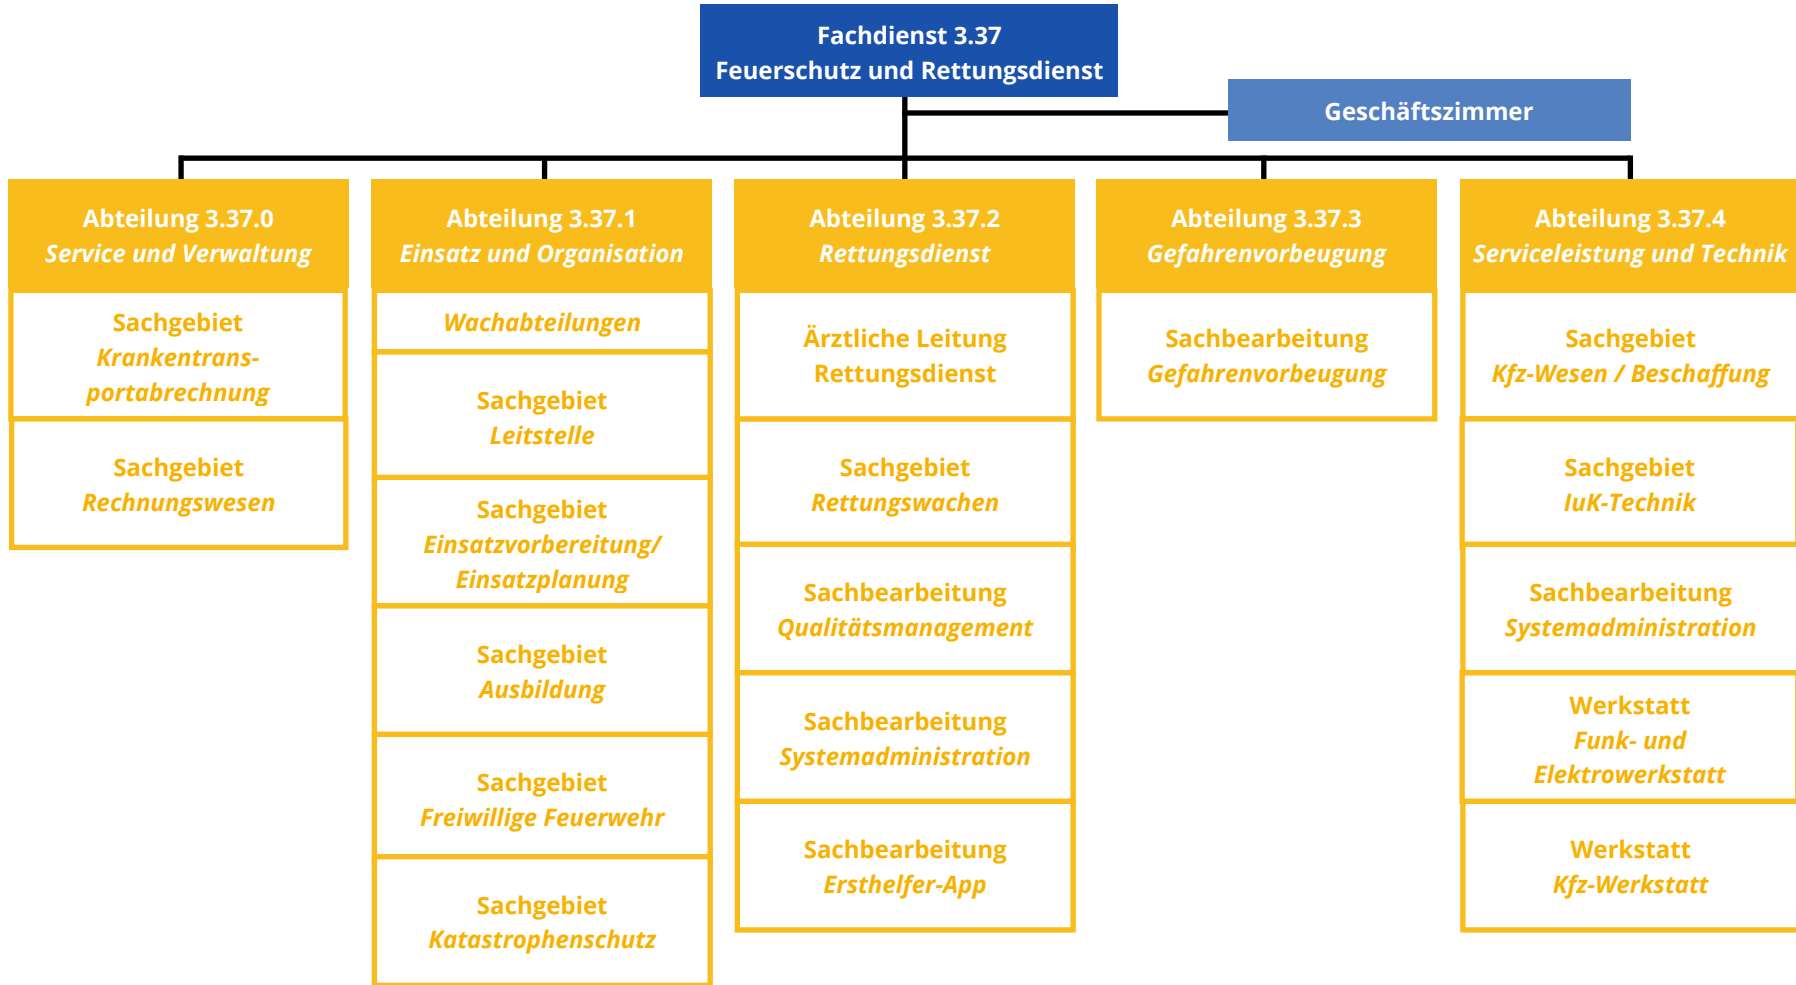 Fachdienst 3.37
Feuerschutz und Rettungsdienst
Geschäftszimmer
Abteilung 3.37.0
Service und Verwaltung
Sachgebiet
Krankentrans-
portabrechnung
Sachgebiet
Rechnungswesen
Abteilung 3.37.1
Einsatz und Organisation
Wachabteilungen
Sachgebiet
Leitstelle
Sachgebiet
Einsatzvorbereitung/
Einsatzplanung
Sachgebiet
Ausbildung
Sachgebiet
Freiwillige Feuerwehr
Sachgebiet
Katastrophenschutz
Abteilung 3.37.2
Rettungsdienst
Ärztliche Leitung
Rettungsdienst
Sachgebiet
Rettungswachen
Sachbearbeitung
Qualitätsmanagement
Sachbearbeitung
Systemadministration
Sachbearbeitung
Ersthelfer-App
Abteilung 3.37.3
Gefahrenvorbeugung
Sachbearbeitung
Gefahrenvorbeugung
Abteilung 3.37.4
Serviceleistung und Technik
Sachgebiet
Kfz-Wesen / Beschaffung
Sachgebiet
IuK-Technik
Sachbearbeitung
Systemadministration
Werkstatt
Funk- und
Elektrowerkstatt
Werkstatt
Kfz-Werkstatt